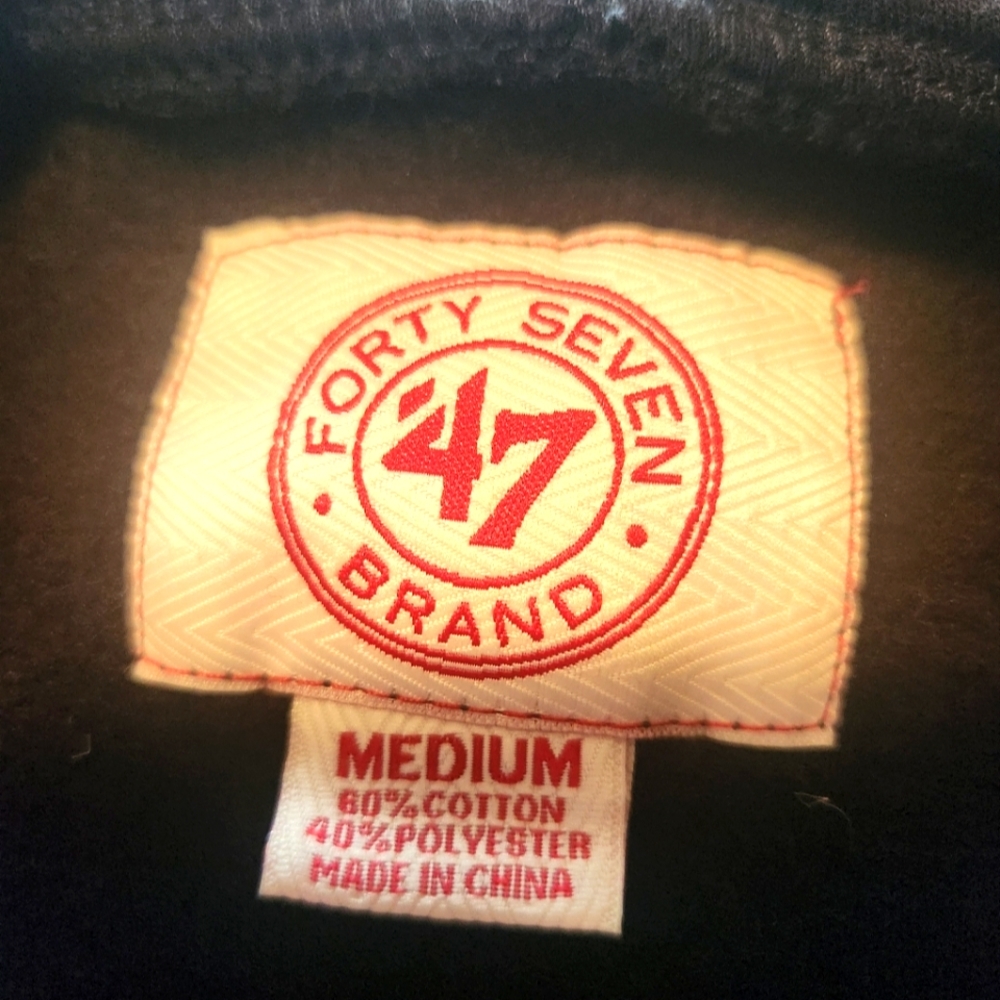 FORTY SEVEN
'47
BRAND
MEDIUM
60% COTTON
40% POLYESTER
MADE IN CHINA